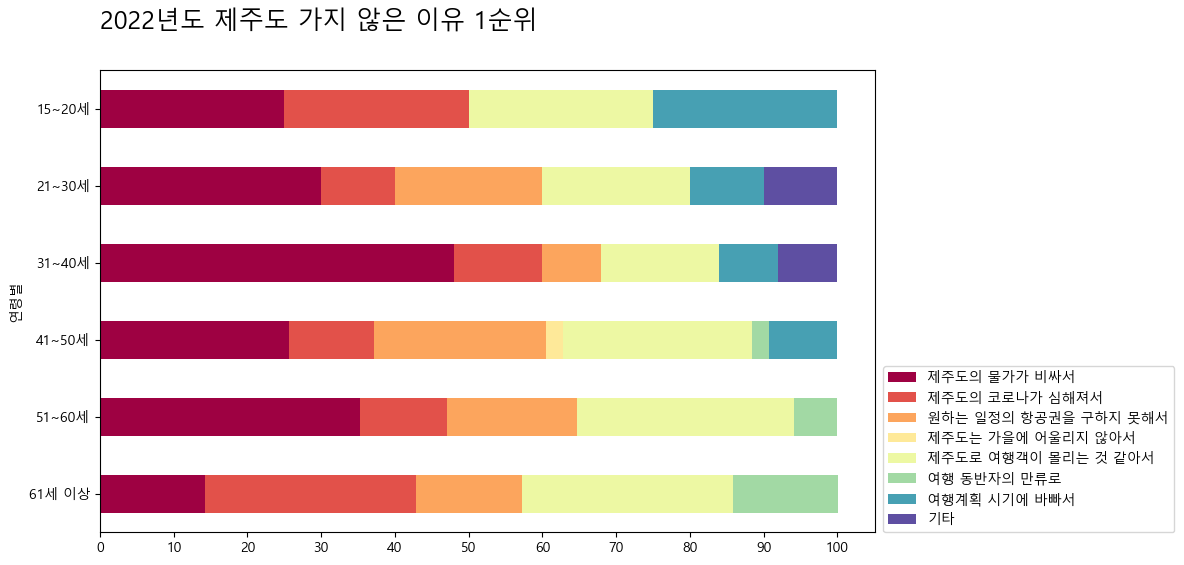 2022년도 제주도 가지 않은 이유 1순위
15~20세
21~30세
31~40세
41~50세
51~60세
61세 이상
연령별
0 10 20 30 40 50 60 70 80 90 100
제주도의 물가가 비싸서
제주도의 코로나가 심해져서
원하는 일정의 항공권을 구하지 못해서
제주도는 가을에 어울리지 않아서
제주도로 여행객이 몰리는 것 같아서
여행 동반자의 만류로
여행계획 시기에 바빠서
기타